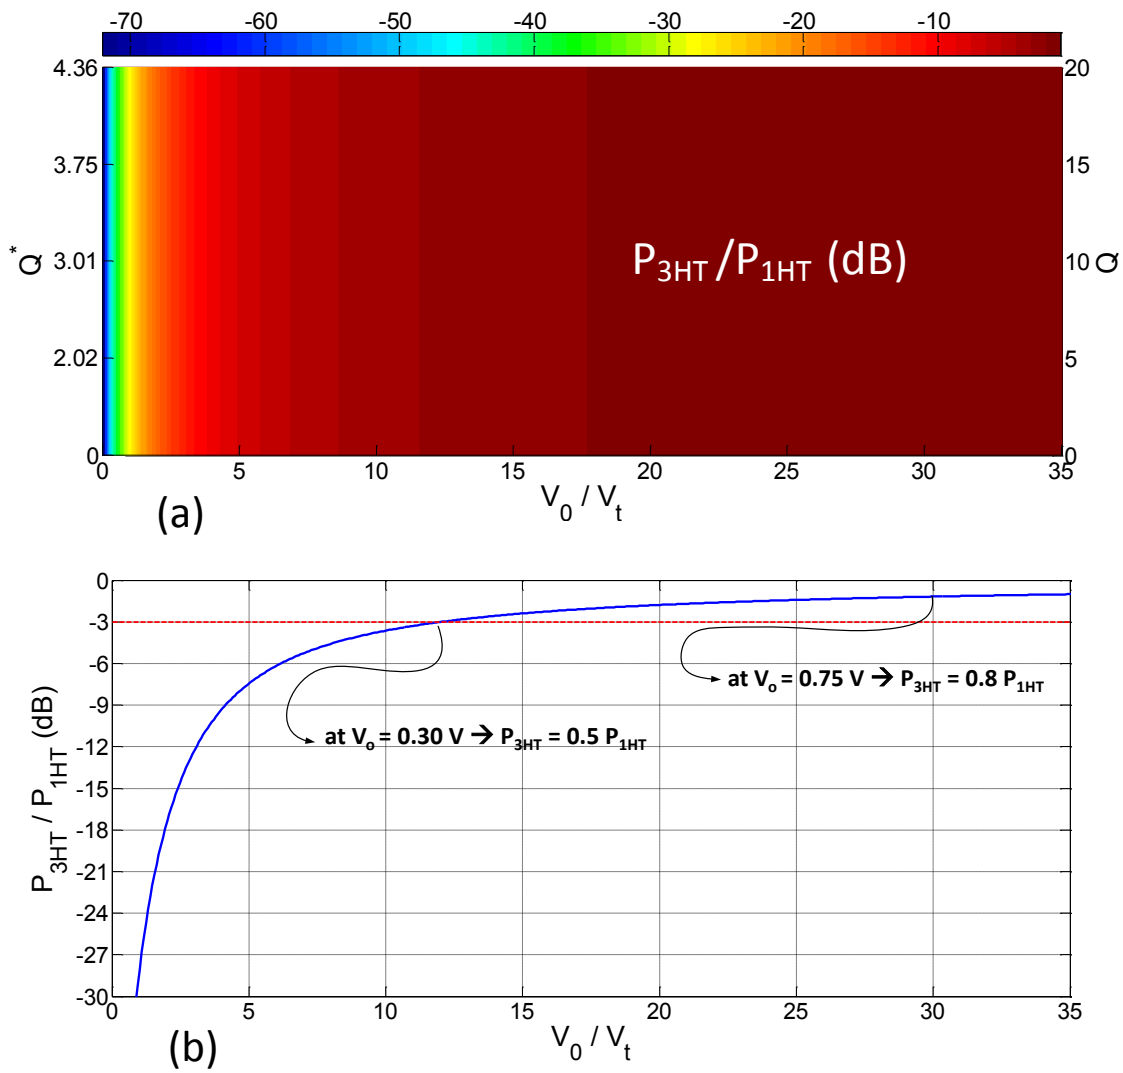 -70 -60 -50 -40 -30 -20 -10
4.36 20
3.75 15
Q* 3.01 P3HT /P1HT (dB) 10 Q
2.02 5
0 0
0 5 10 15 20 25 30 35
V0 / Vt
(a)
0
-3
-6
at Vo = 0.75 V → P3HT = 0.8 P1HT
-9
at Vo = 0.30 V → P3HT = 0.5 P1HT
-12
-15
-18
-21
-24
-27
-30
P3HT / P1HT (dB)
0 5 10 15 20 25 30 35
V0 / Vt
(b)